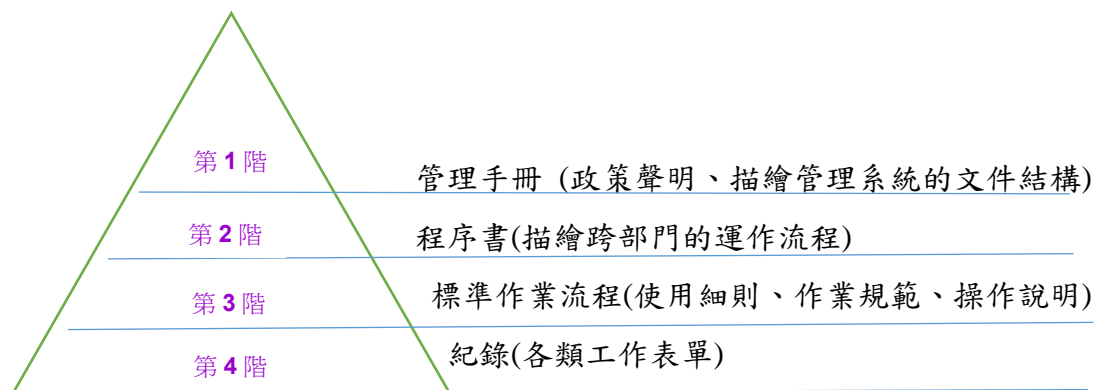 第1階 管理手冊 (政策聲明、描繪管理系統的文件結構)
第2階 程序書(描繪跨部門的運作流程)
第3階 標準作業流程(使用細則、作業規範、操作說明)
第4階 紀錄(各類工作表單)